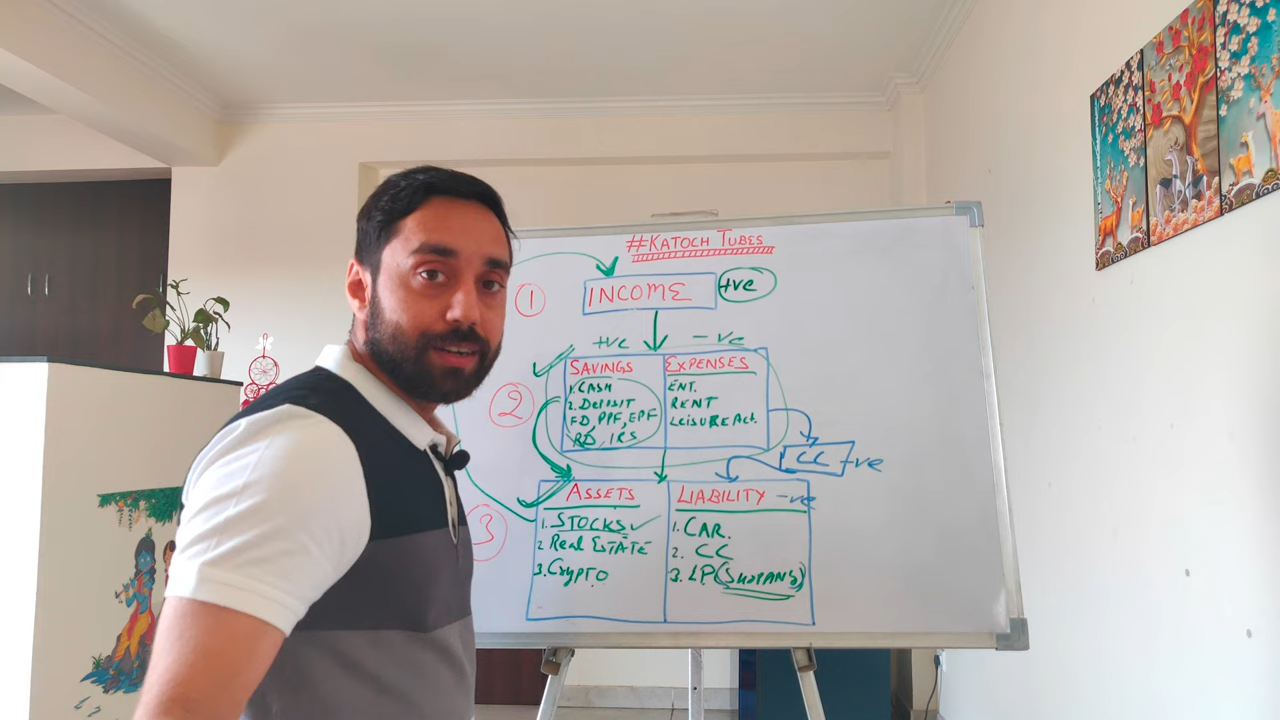 #KATOCH TUBES
1
INCOME
+ve
+ve
-ve
2
SAVINGS
1. CASH
2. DEPOSIT
FD, PPF, EPF
RD, IRS
EXPENSES
ENT.
RENT
LEISURE Act.
CC
-ve
3
ASSETS
1. STOCKS
2 Real ESTATE
3. CryPTO
LIABILITY -ve
1. CAR.
2. CC
3. LP